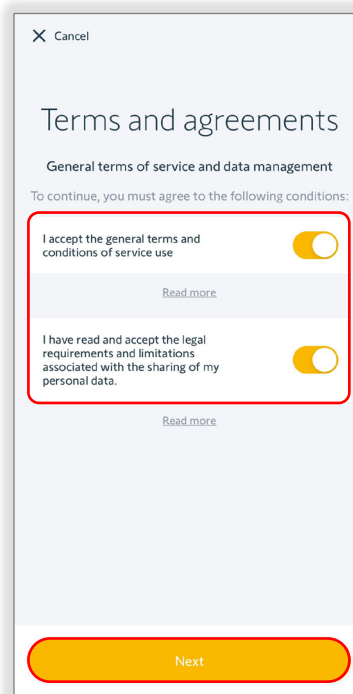 Cancel
Terms and agreements
General terms of service and data management
To continue, you must agree to the following conditions:
I accept the general terms and
conditions of service use
Read more
I have read and accept the legal
requirements and limitations
associated with the sharing of my
personal data.
Read more
Next